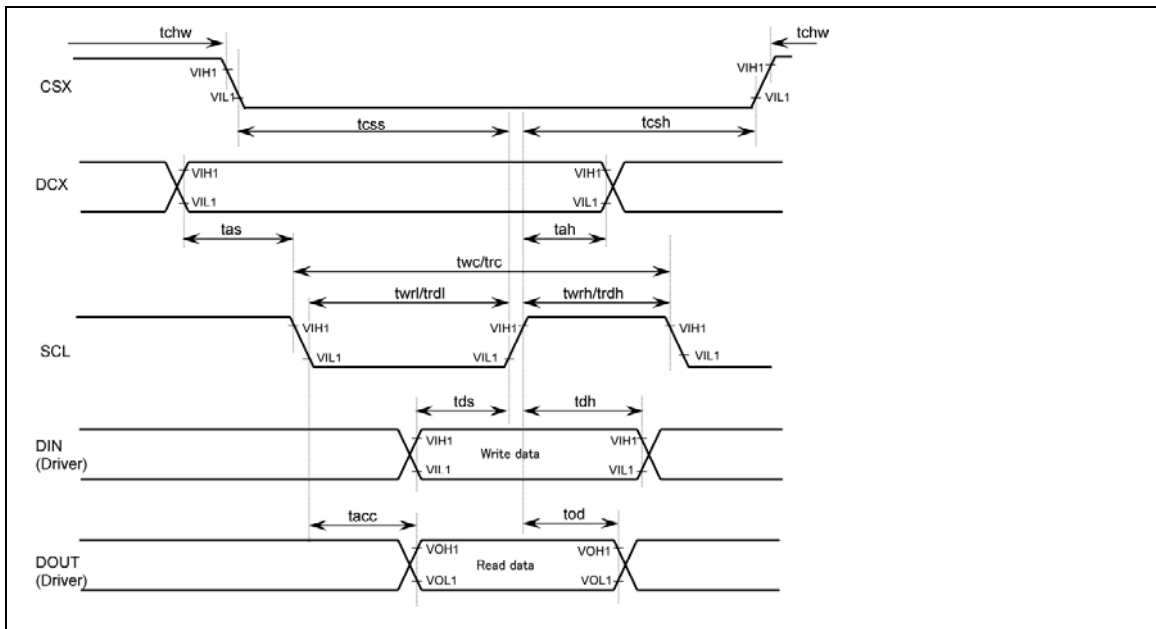 tchw tchw
VIH1 VIH1
CSX
VIL1 VIL1
tcss tcsh
VIH1 VIH1
DCX
VIL1 VIL1
tas tah
twc/trc
twrl/trdl twrh/trdh
VIH1 VIH1 VIH1
SCL
VIL1 VIL1 VIL1
tds tdh
DIN
(Driver)
VIH1 Write data VIH1
VIL1 VIL1
tacc tod
DOUT
(Driver)
VOH1 Read data VOH1
VOL1 VOL1